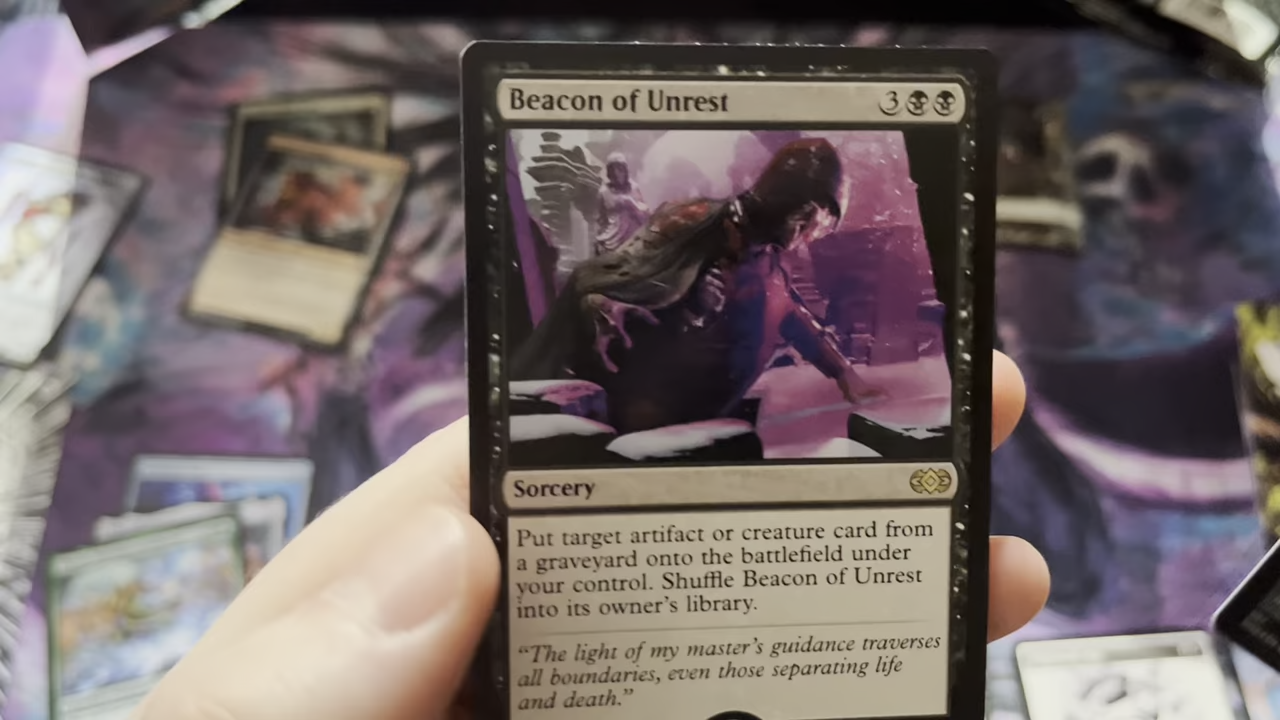 Beacon of Unrest 3
Sorcery
Put target artifact or creature card from
a graveyard onto the battlefield under
your control. Shuffle Beacon of Unrest
into its owner's library.
"The light of my master's guidance traverses
all boundaries, even those separating life
and death."